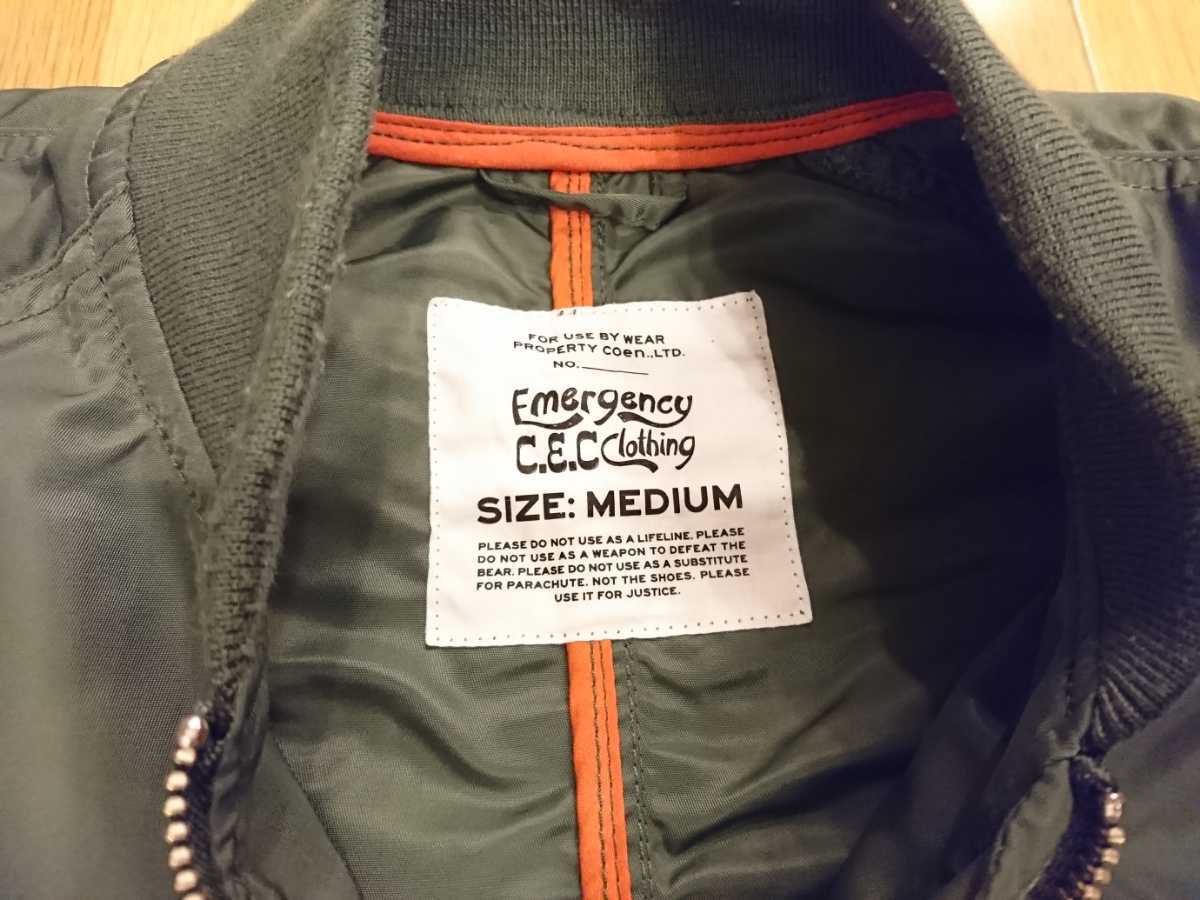 FOR USE BY WEAR
PROPERTY coen.,LTD.
NO.
Emergency
C.E.C Clothing
SIZE: MEDIUM
PLEASE DO NOT USE AS A LIFELINE. PLEASE
DO NOT USE AS A WEAPON TO DEFEAT THE
BEAR. PLEASE DO NOT USE AS A SUBSTITUTE
FOR PARACHUTE. NOT THE SHOES. PLEASE
USE IT FOR JUSTICE.